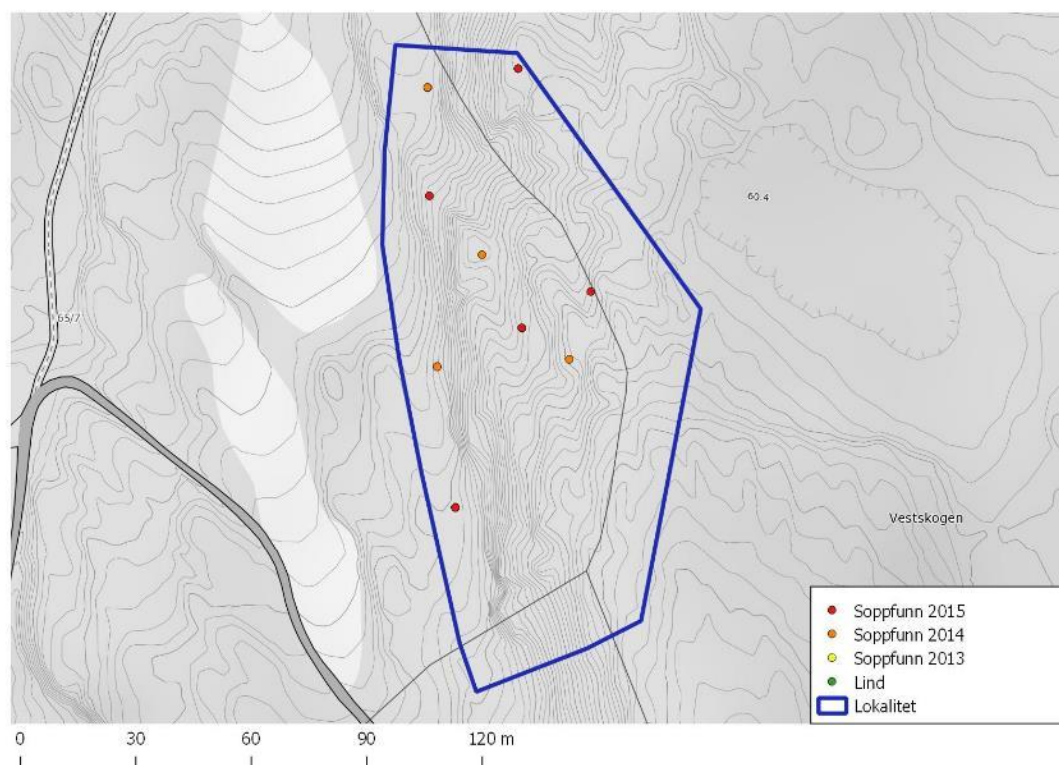 60.4
65/7
Vestskogen
Soppfunn 2015
Soppfunn 2014
Soppfunn 2013
Lind
Lokalitet
0 30 60 90 120 m